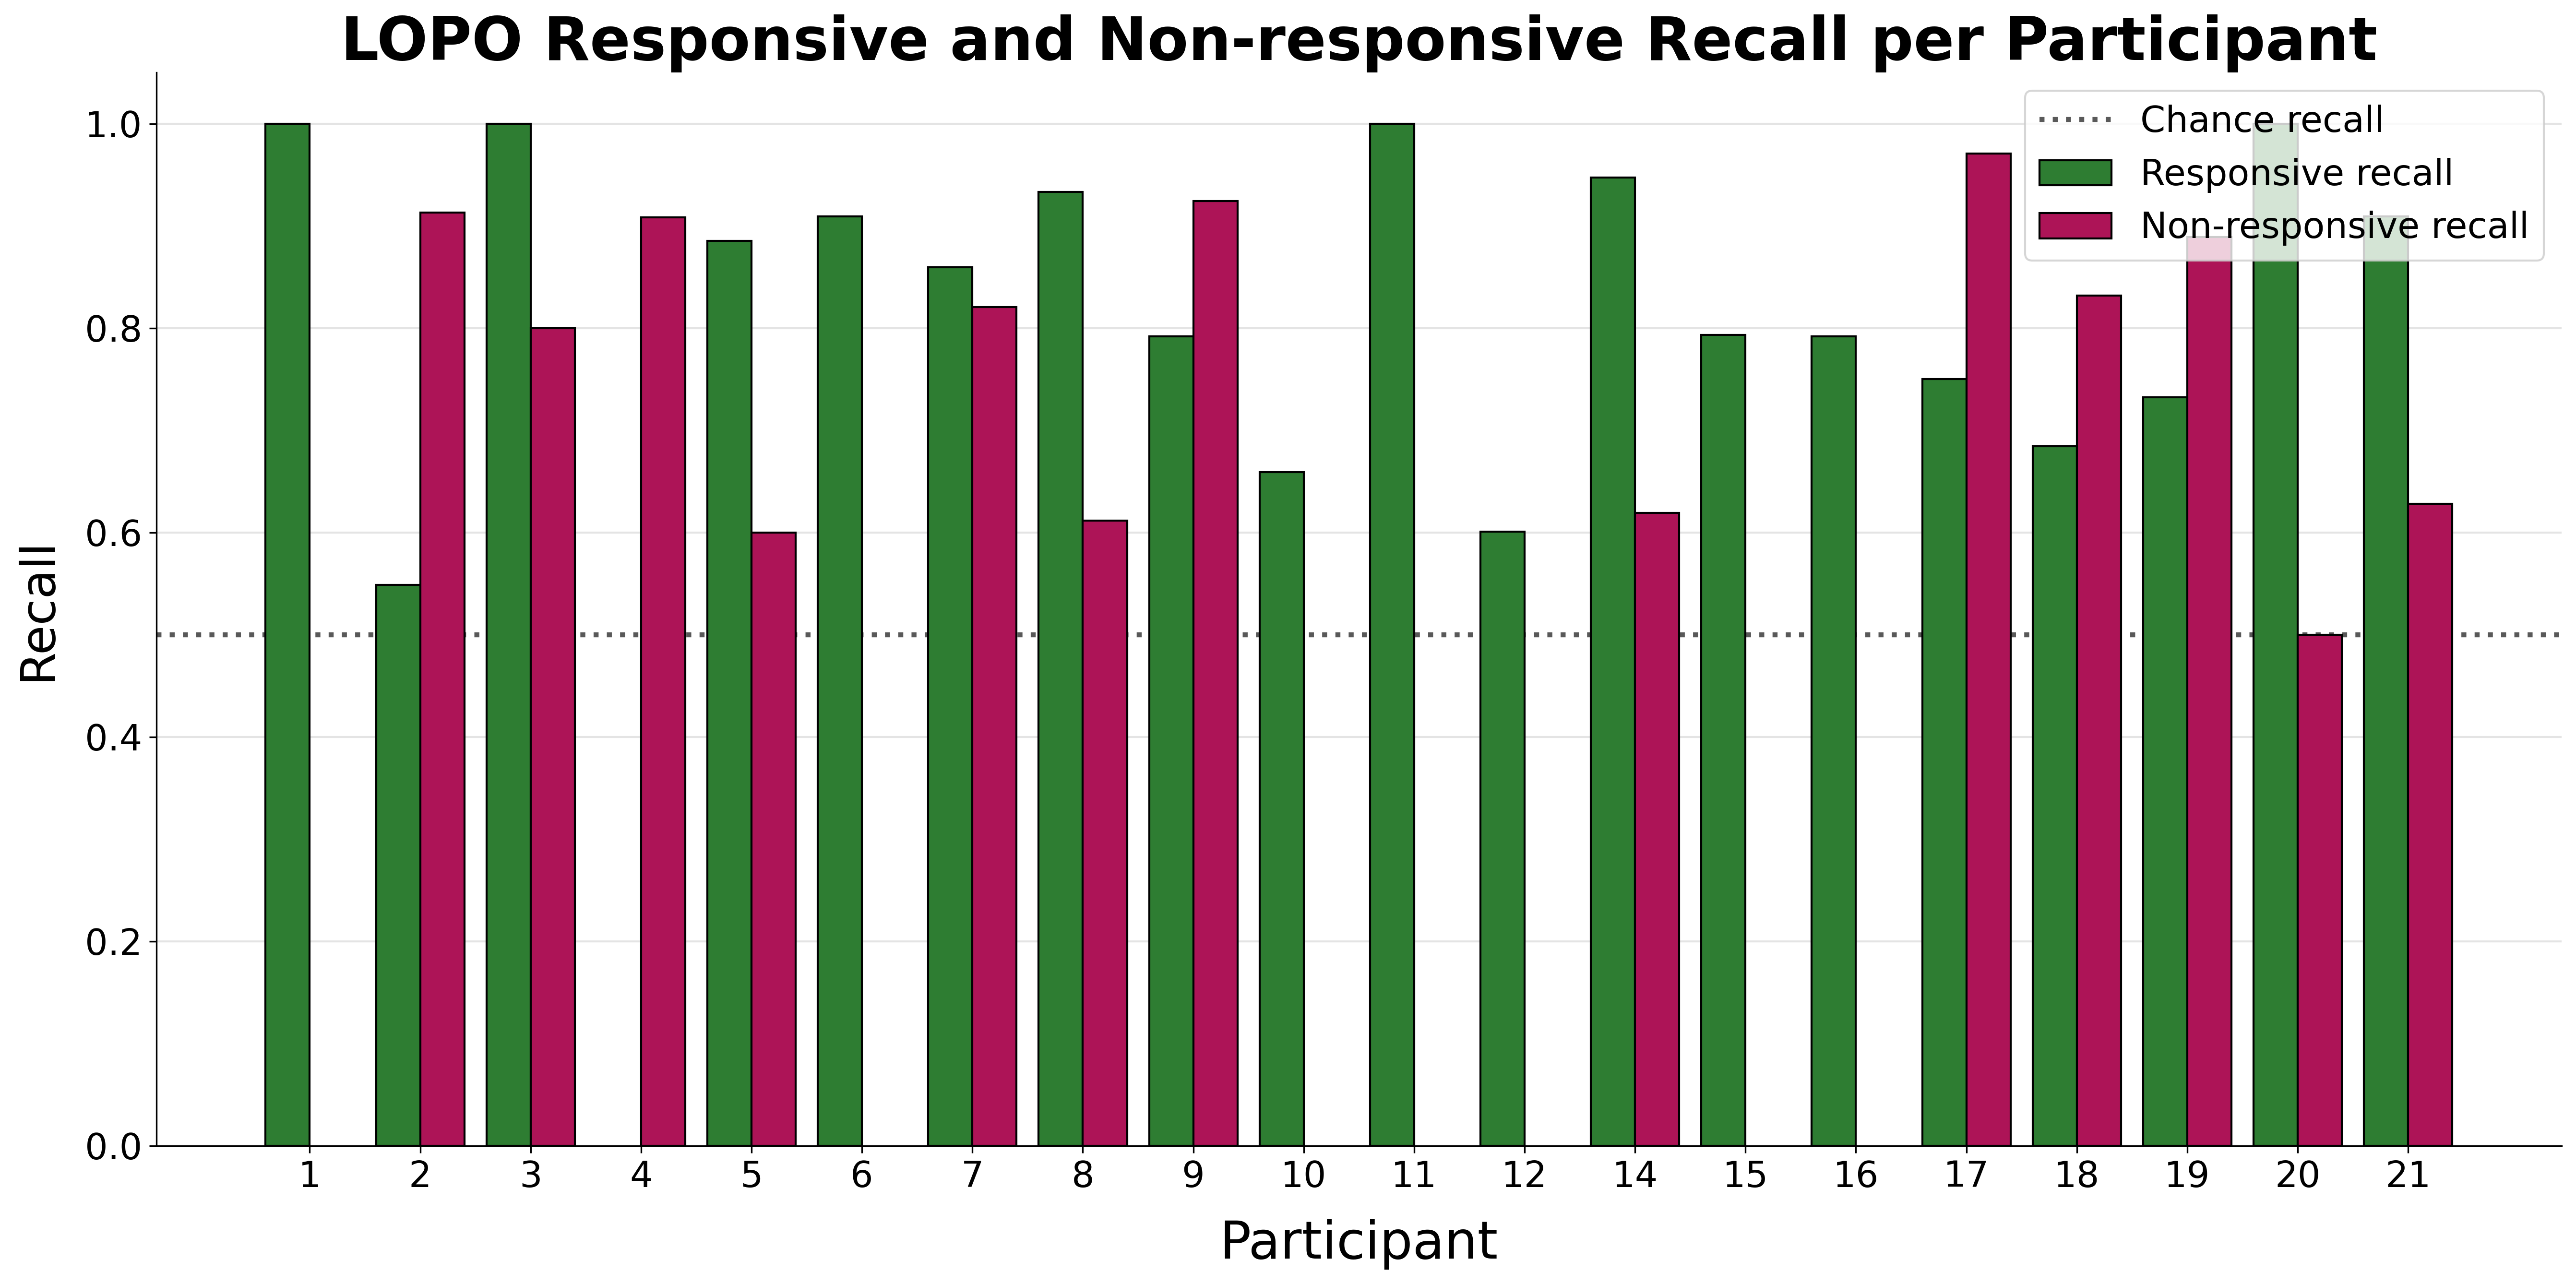 LOPO Responsive and Non-responsive Recall per Participant
Chance recall
Responsive recall
Non-responsive recall
Recall
1.0
0.8
0.6
0.4
0.2
0.0
1 2 3 4 5 6 7 8 9 10 11 12 14 15 16 17 18 19 20 21
Participant